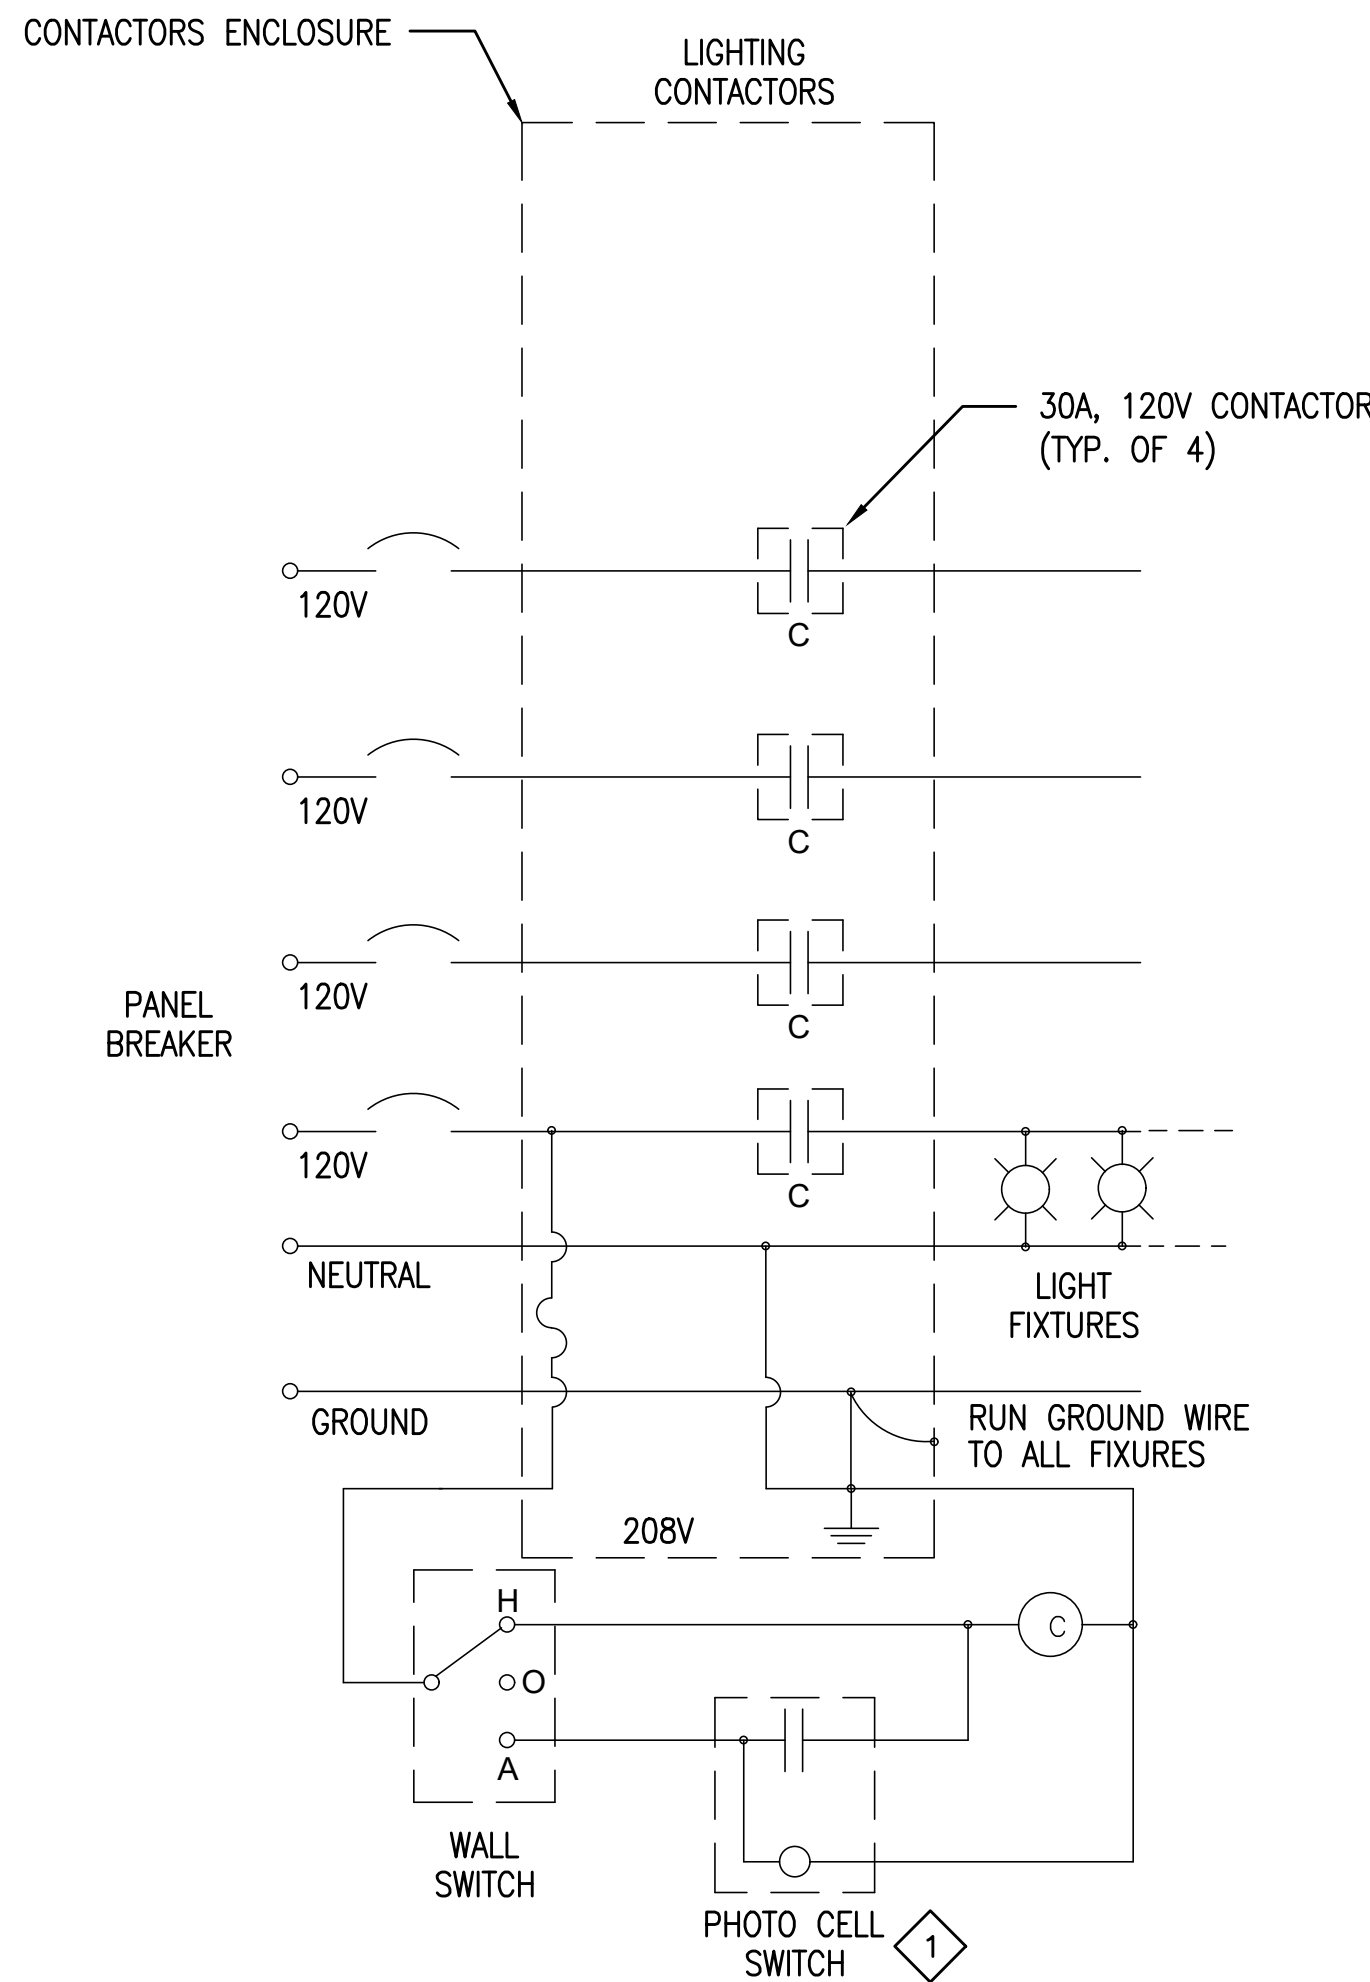 CONTACTORS ENCLOSURE
LIGHTING
CONTACTORS
30A, 120V CONTACTOR
(TYP. OF 4)
120V
C
120V
C
120V
C
PANEL
BREAKER
120V
C
NEUTRAL
LIGHT
FIXTURES
GROUND
RUN GROUND WIRE
TO ALL FIXURES
208V
H
C
O
A
WALL
SWITCH
PHOTO CELL
SWITCH
1